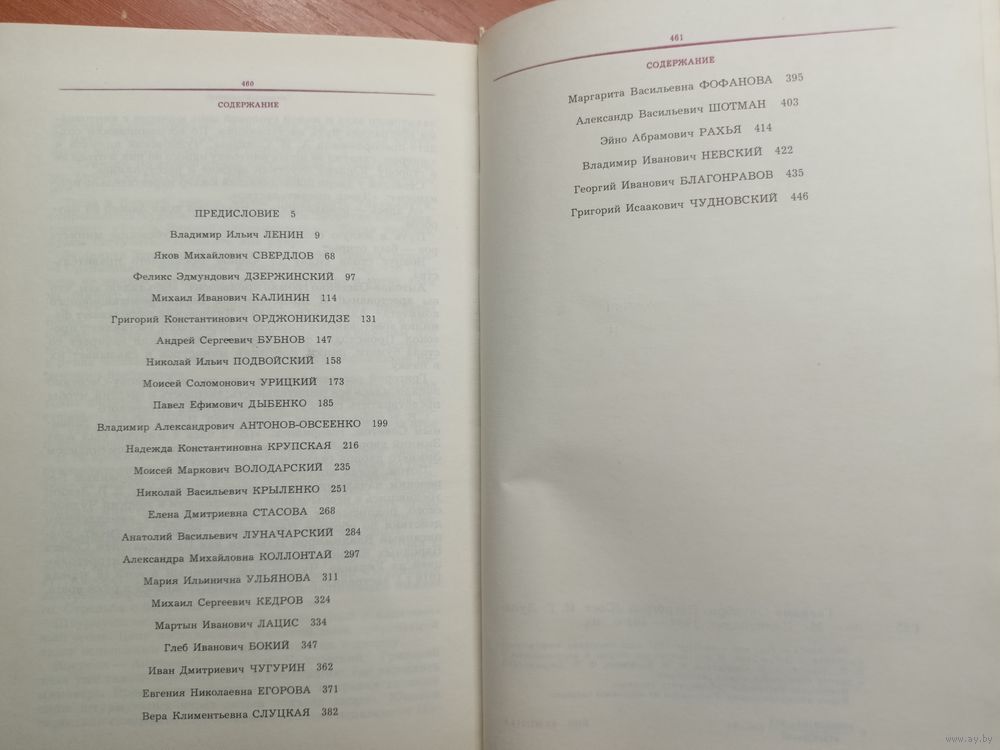 460
СОДЕРЖАНИЕ
ПРЕДИСЛОВИЕ 5
Владимир Ильич ЛЕНИН 9
Яков Михайлович СВЕРДЛОВ 68
Феликс Эдмундович ДЗЕРЖИНСКИЙ 97
Михаил Иванович КАЛИНИН 114
Григорий Константинович ОРДЖОНИКИДЗЕ 131
Андрей Сергеевич БУБНОВ 147
Николай Ильич ПОДВОЙСКИЙ 158
Моисей Соломонович УРИЦКИЙ 173
Павел Ефимович ДЫБЕНКО 185
Владимир Александрович АНТОНОВ-ОВСЕЕНКО 199
Надежда Константиновна КРУПСКАЯ 216
Моисей Маркович ВОЛОДАРСКИЙ 235
Николай Васильевич КРЫЛЕНКО 251
Елена Дмитриевна СТАСОВА 268
Анатолий Васильевич ЛУНАЧАРСКИЙ 284
Александра Михайловна КОЛЛОНТАЙ 297
Мария Ильинична УЛЬЯНОВА 311
Михаил Сергеевич КЕДРОВ 324
Мартын Иванович ЛАЦИС 334
Глеб Иванович БОКИЙ 347
Иван Дмитриевич ЧУГУРИН 362
Евгения Николаевна ЕГОРОВА 371
Вера Климентьевна СЛУЦКАЯ 382
461
СОДЕРЖАНИЕ
Маргарита Васильевна ФОФАНОВА 395
Александр Васильевич ШОТМАН 403
Эйно Абрамович РАХЬЯ 414
Владимир Иванович НЕВСКИЙ 422
Георгий Иванович БЛАГОНРАВОВ 435
Григорий Исаакович ЧУДНОВСКИЙ 446
www.ay.by